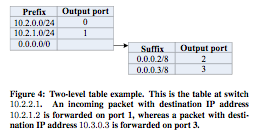 Prefix Output port
10.2.0.0/24 0
10.2.1.0/24 1
0.0.0.0/0
Suffix Output port
0.0.0.2/8 2
0.0.0.3/8 3
Figure 4: Two-level table example. This is the table at switch
10.2.2.1. An incoming packet with destination IP address
10.2.1.2 is forwarded on port 1, whereas a packet with desti-
nation IP address 10.3.0.3 is forwarded on port 3.